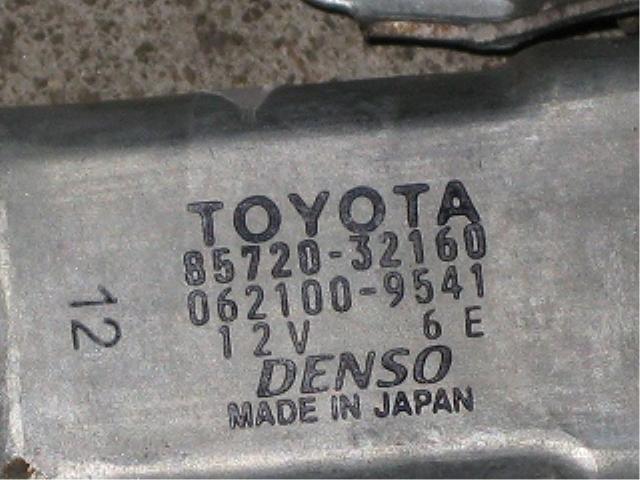 TOYOTA
85720-32160
062100-9541
12V 6E
DENSO
MADE IN JAPAN
12